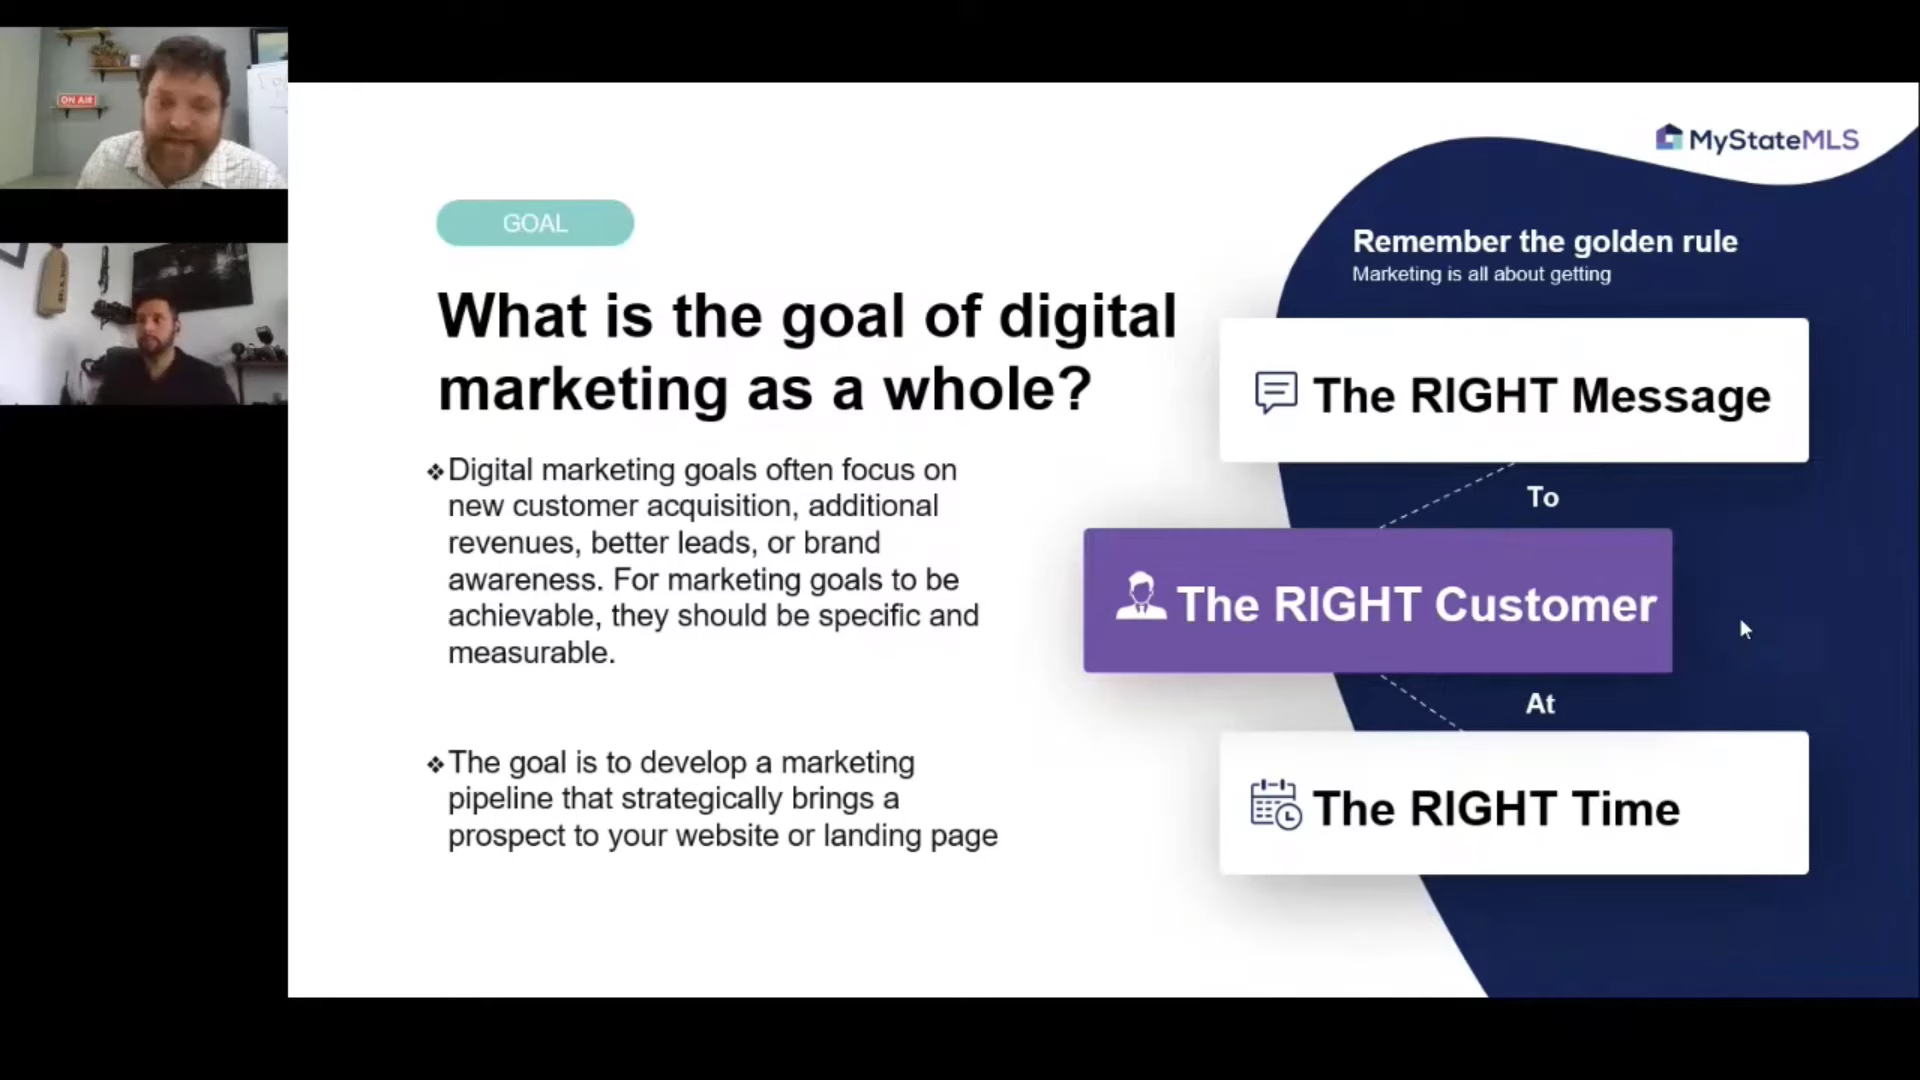 ON AIR
MyStateMLS
GOAL
What is the goal of digital
marketing as a whole?
❖Digital marketing goals often focus on
new customer acquisition, additional
revenues, better leads, or brand
awareness. For marketing goals to be
achievable, they should be specific and
measurable.
❖The goal is to develop a marketing
pipeline that strategically brings a
prospect to your website or landing page
Remember the golden rule
Marketing is all about getting
The RIGHT Message
To
The RIGHT Customer
At
The RIGHT Time